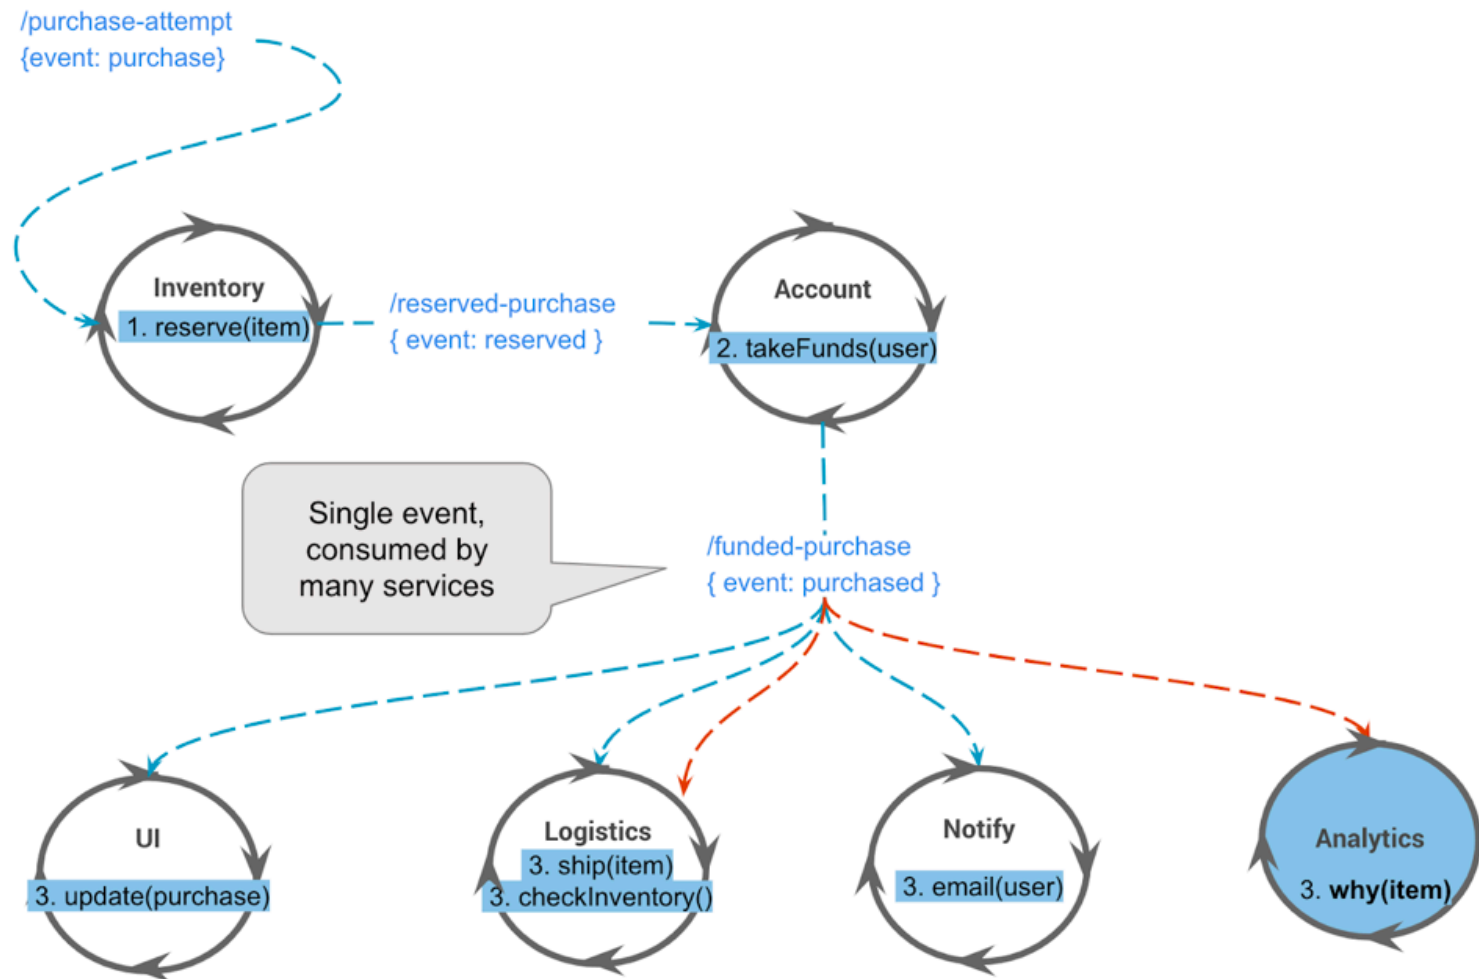 /purchase-attempt
{event: purchase}
Inventory
1. reserve(item)
/reserved-purchase
{ event: reserved }
Account
2. takeFunds(user)
Single event,
consumed by
many services
/funded-purchase
{ event: purchased }
UI
3. update(purchase)
Logistics
3. ship(item)
3. checkInventory()
Notify
3. email(user)
Analytics
3. why(item)